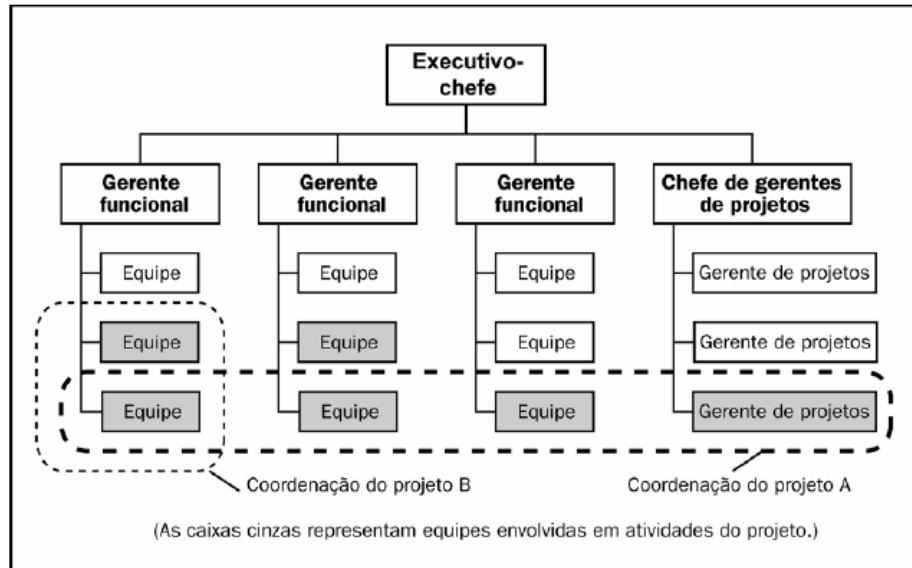 Executivo-
chefe
Gerente
funcional
Gerente
funcional
Gerente
funcional
Chefe de gerentes
de projetos
Equipe
Equipe
Equipe
Gerente de projetos
Equipe
Equipe
Equipe
Gerente de projetos
Equipe
Equipe
Equipe
Gerente de projetos
Coordenação do projeto B
Coordenação do projeto A
(As caixas cinzas representam equipes envolvidas em atividades do projeto.)